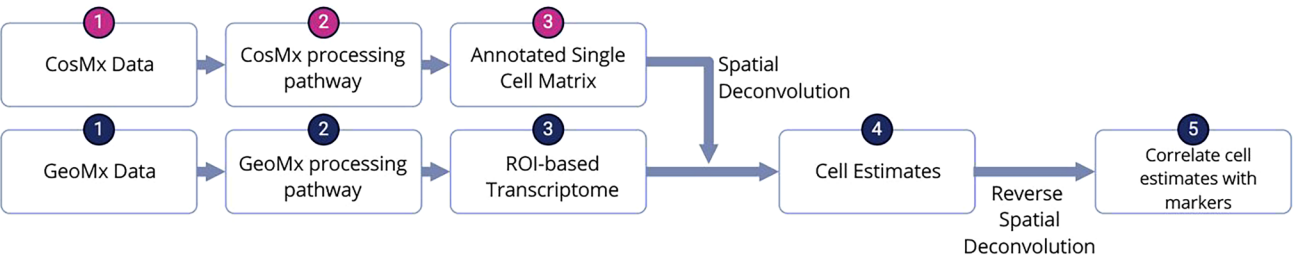 1
CosMx Data
2
CosMx processing
pathway
3
Annotated Single
Cell Matrix
Spatial
Deconvolution
1
GeoMx Data
2
GeoMx processing
pathway
3
ROI-based
Transcriptome
4
Cell Estimates
Reverse
Spatial
Deconvolution
5
Correlate cell
estimates with
markers